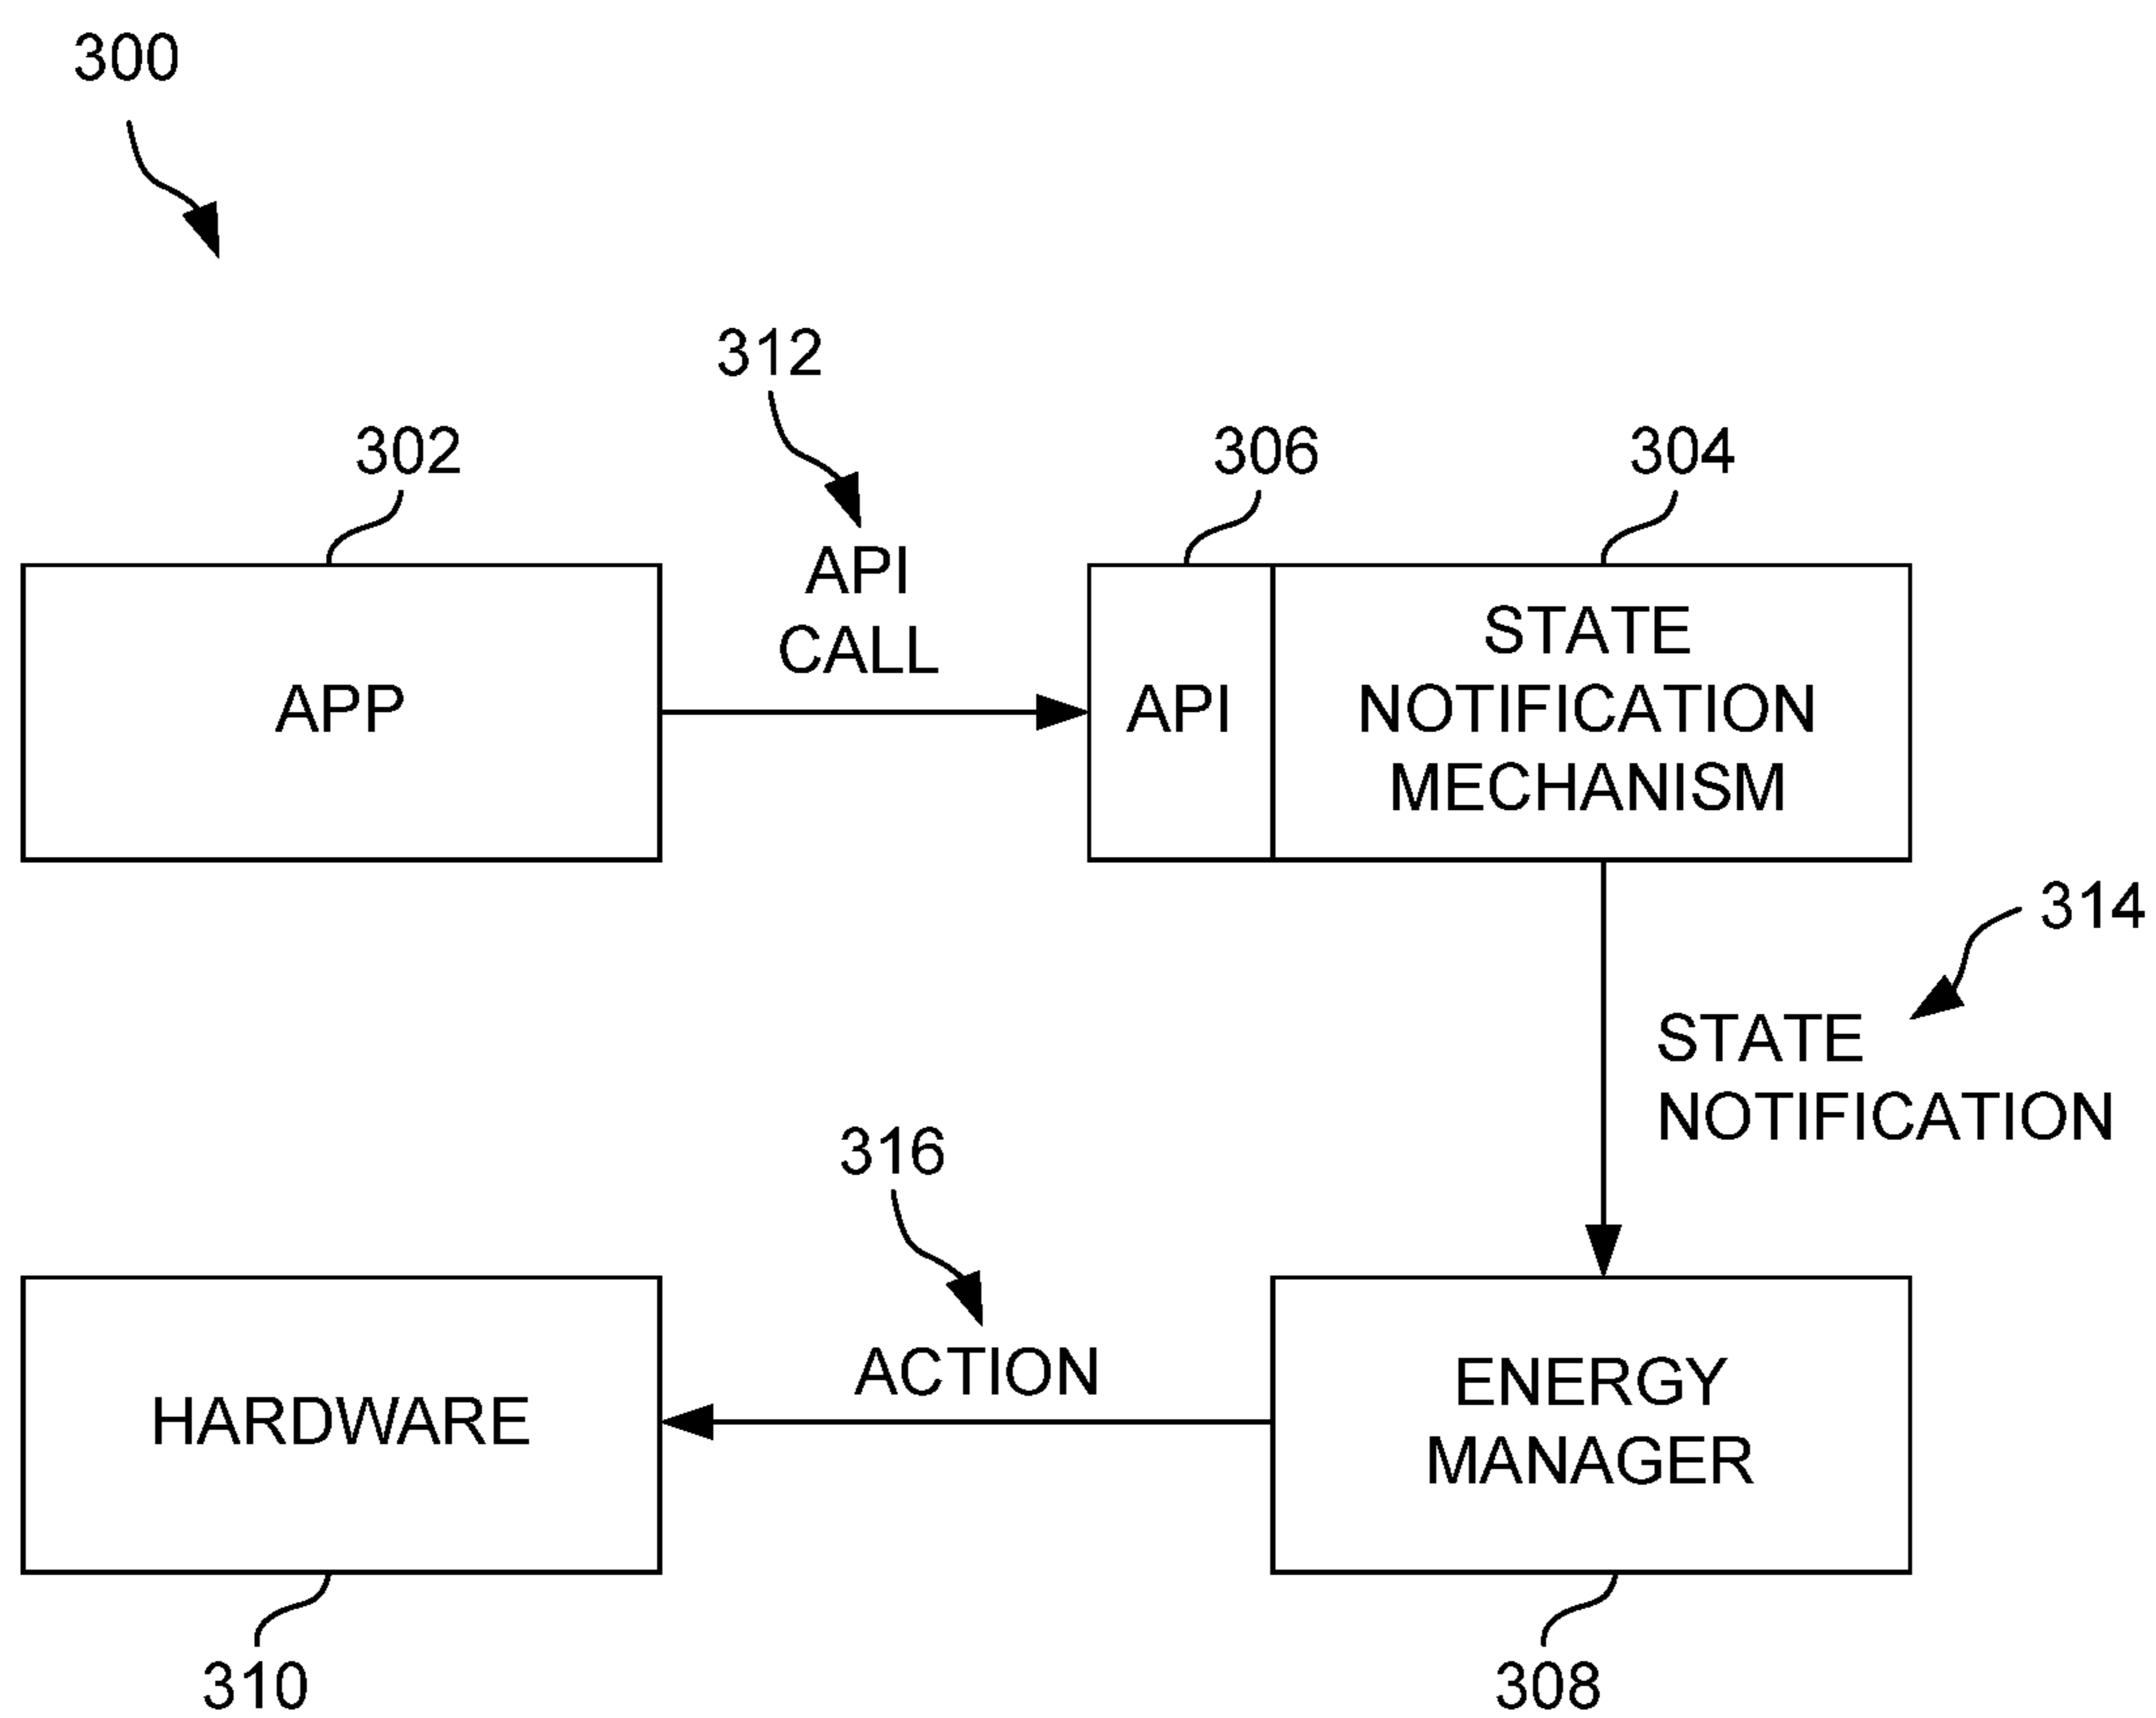 300
312
302
306
304
API
CALL
APP
API
STATE
NOTIFICATION
MECHANISM
314
STATE
NOTIFICATION
316
ACTION
HARDWARE
ENERGY
MANAGER
310
308